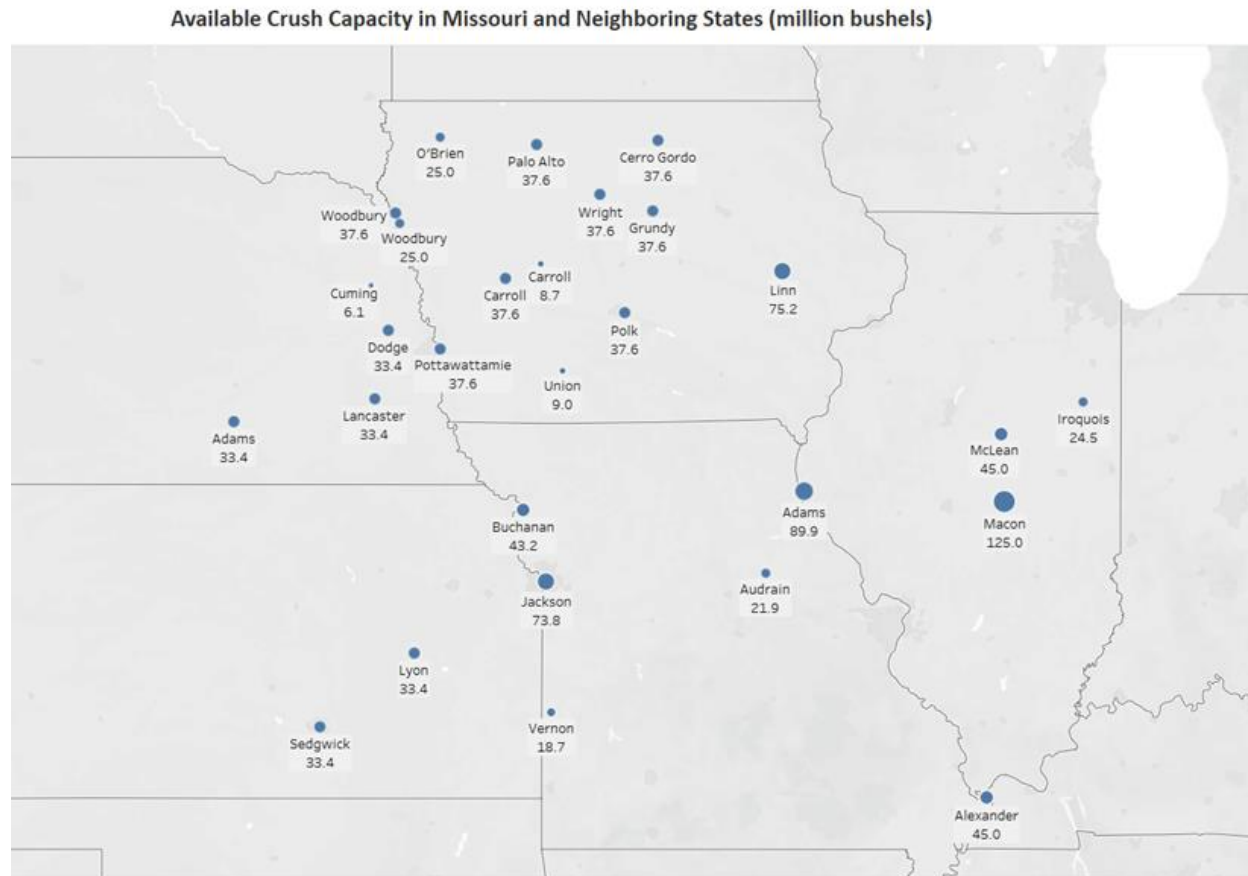 Available Crush Capacity in Missouri and Neighboring States (million bushels)
O'Brien
25.0
Palo Alto
37.6
Cerro Gordo
37.6
Woodbury
37.6
Woodbury
25.0
Wright
37.6
Grundy
37.6
Cuming
6.1
Carroll
37.6
Carroll
8.7
Linn
75.2
Dodge
33.4
Pottawattamie
37.6
Polk
37.6
Union
9.0
Adams
33.4
Lancaster
33.4
Iroquois
24.5
McLean
45.0
Buchanan
43.2
Adams
89.9
Macon
125.0
Jackson
73.8
Audrain
21.9
Lyon
33.4
Sedgwick
33.4
Vernon
18.7
Alexander
45.0